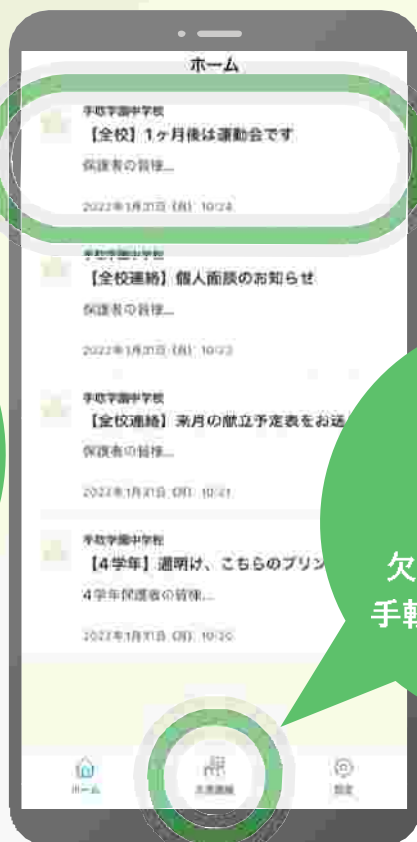 ホーム
手取学園中学校
【全校】1ヶ月後は運動会です
保護者の皆様...
2022年1月31日 (月) 10:24
手取学園中学校
【全校連絡】個人面談のお知らせ
保護者の皆様...
2022年1月31日 (月) 10:23
手取学園中学校
【全校連絡】来月の献立予定表をお送
保護者の皆様...
2022年1月31日 (月) 10:21
手取学園中学校
【4学年】週明け、こちらのプリン
4学年保護者の皆様...
2022年1月31日 (月) 10:20
欠
手軽
ホーム
欠席連絡
設定